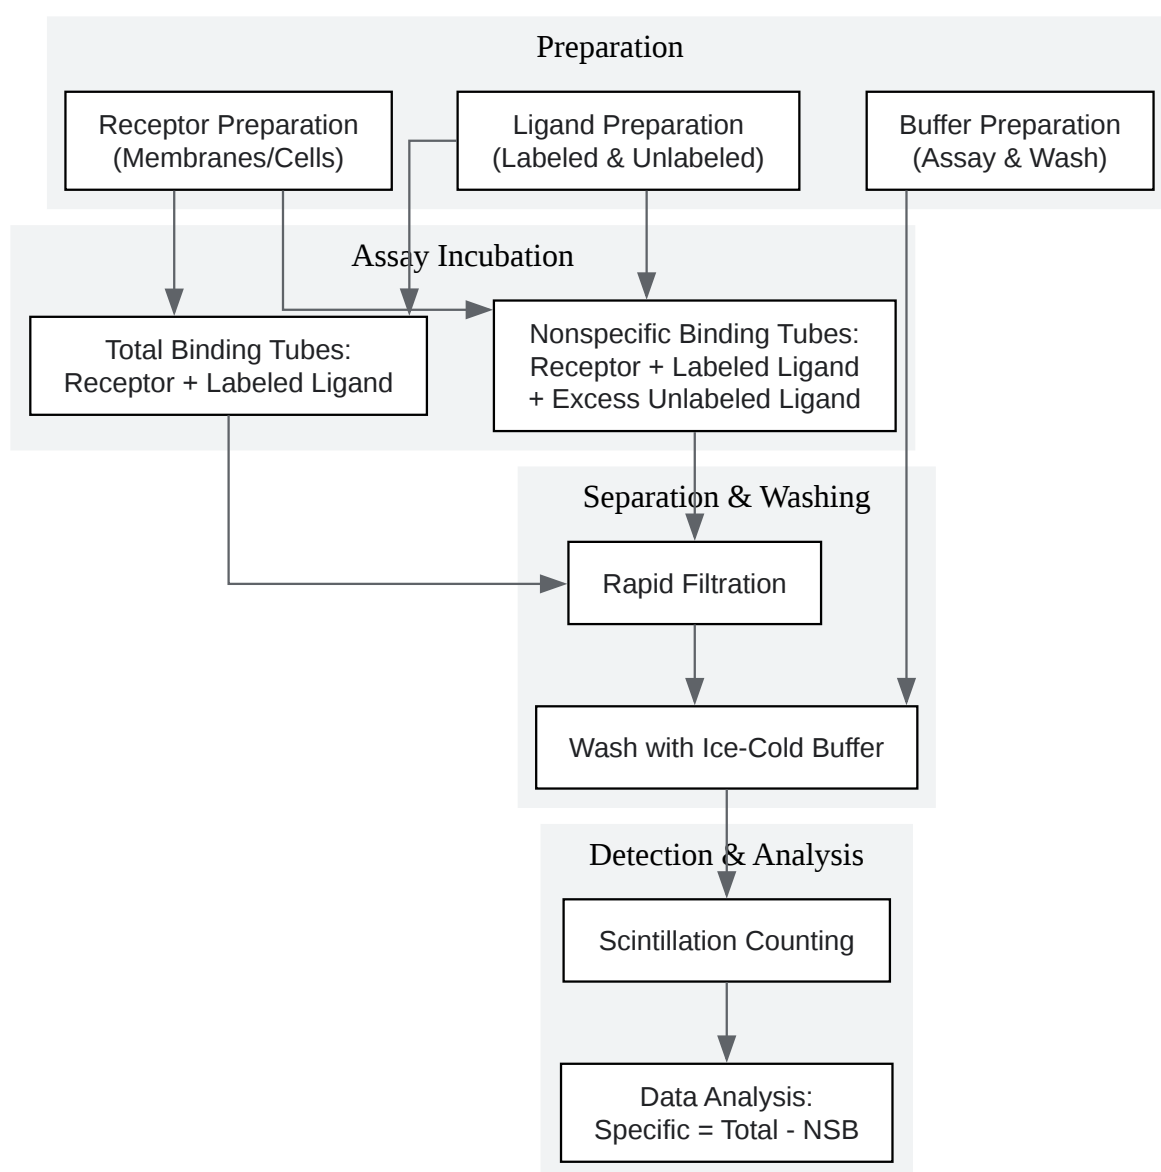 Preparation
Receptor Preparation
(Membranes/Cells)
Ligand Preparation
(Labeled & Unlabeled)
Buffer Preparation
(Assay & Wash)
Assay Incubation
Total Binding Tubes:
Receptor + Labeled Ligand
Nonspecific Binding Tubes:
Receptor + Labeled Ligand
+ Excess Unlabeled Ligand
Separation & Washing
Rapid Filtration
Wash with Ice-Cold Buffer
Detection & Analysis
Scintillation Counting
Data Analysis:
Specific = Total - NSB